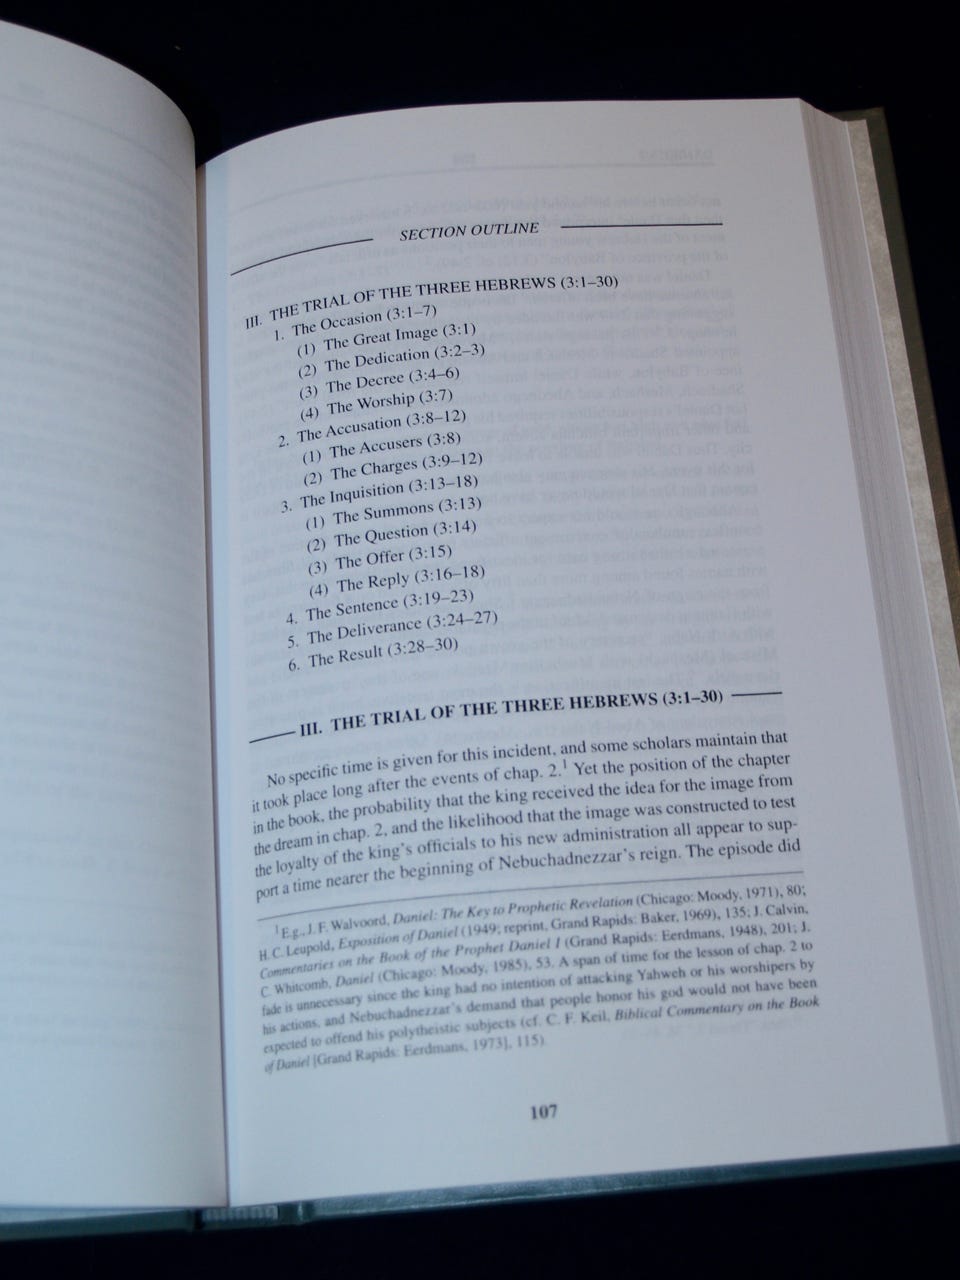 SECTION OUTLINE
III. THE TRIAL OF THE THREE HEBREWS (3:1–30)
1. The Occasion (3:1–7)
(1) The Great Image (3:1)
(2) The Dedication (3:2–3)
(3) The Decree (3:4–6)
(4) The Worship (3:7)
2. The Accusation (3:8–12)
(1) The Accusers (3:8)
(2) The Charges (3:9–12)
3. The Inquisition (3:13–18)
(1) The Summons (3:13)
(2) The Question (3:14)
(3) The Offer (3:15)
(4) The Reply (3:16–18)
4. The Sentence (3:19–23)
5. The Deliverance (3:24–27)
6. The Result (3:28–30)
III. THE TRIAL OF THE THREE HEBREWS (3:1–30)
No specific time is given for this incident, and some scholars maintain that
it took place long after the events of chap. 2.1 Yet the position of the chapter
in the book, the probability that the king received the idea for the image from
the dream in chap. 2, and the likelihood that the image was constructed to test
the loyalty of the king's officials to his new administration all appear to sup-
port a time nearer the beginning of Nebuchadnezzar's reign. The episode did
1 E.g., J. F. Walvoord, Daniel: The Key to Prophetic Revelation (Chicago: Moody, 1971), 80;
H. C. Leupold, Exposition of Daniel (1949; reprint, Grand Rapids: Baker, 1969), 135; J. Calvin,
Commentaries on the Book of the Prophet Daniel I (Grand Rapids: Eerdmans, 1948), 201; J.
C. Whitcomb, Daniel (Chicago: Moody, 1985), 53. A span of time for the lesson of chap. 2 to
fade is unnecessary since the king had no intention of attacking Yahweh or his worshipers by
his actions, and Nebuchadnezzar's demand that people honor his god would not have been
expected to offend his polytheistic subjects (cf. C. F. Keil, Biblical Commentary on the Book
of Daniel [Grand Rapids: Eerdmans, 1973], 115).
107